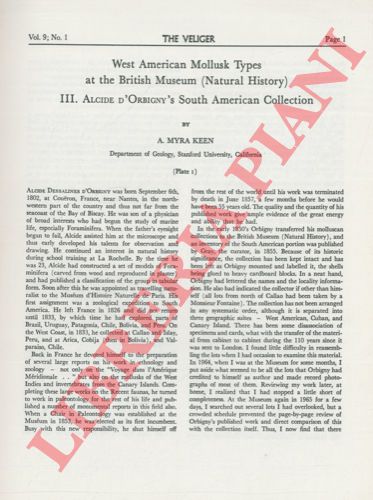 Vol. 9; No. 1
THE VELIGER
Page 1
West American Mollusk Types
at the British Museum (Natural History)
III. ALCIDE D'ORBIGNY's South American Collection
BY
A. MYRA KEEN
Department of Geology, Stanford University, California
(Plate 1)
ALCIDE DESSALINES D'ORBIGNY was born September 6th,
1802, at Couëron, France, near Nantes, in the north-
western part of the country and thus not far from the
seacoast of the Bay of Biscay. He was son of a physician
of broad interests who had begun the study of marine
life, especially Foraminifera. When the father's eyesight
began to fail, Alcide assisted him at the microscope and
thus early developed his talents for observation and
drawing. He continued an interest in natural history
during school training at La Rochelle. By the time he
was 23, Alcide had constructed a set of models of Fora-
minifera (carved from wood and reproduced in plaster)
and had published a classification of the group in outline
form. Soon after this he was appointed as traveling natu-
ralist to the Muséum d'Histoire Naturelle, Paris. His
first assignment was a zoological exploration to South
America. He left France in 1826 and did not return
until 1833, by which time he had explored parts of
Brazil, Uruguay, Patagonia, Chile, Bolivia, and Peru. On
the West Coast, in 1831, he collected at Callao and Islay,
Peru, and at Arica, Cobija (then in Bolivia), and Val-
paraiso, Chile.
Back in France he devoted himself to the preparation
of several large reports on his work in ethnology and
zoology – not only the "Voyage dans l'Amérique
Méridionale . . ." but also on the mollusks of the West
Indies and invertebrates of the Canary Islands. Com-
pleting these large works on the Recent faunas, he turned
to work in paleontology for the rest of his life and pub-
lished a number of monumental reports in this field also.
When a Chair in Paleontology was established at the
Muséum in 1853, he was elected as its first incumbent.
Busy with this new responsibility, he shut himself off
from the rest of the world until his work was terminated
by death in June 1857, a few months before he would
have been 55 years old. The quality and the quantity of his
published work give ample evidence of the great energy
and ability that he had.
In the early 1850's Orbigny transferred his molluscan
collections to the British Museum (Natural History), and
a list of the South American portion was published
by Gray, the curator, in 1855. Because of its historic
significance, the collection has been kept intact and has
been left as Orbigny mounted and labelled it, the shells
being glued to heavy cardboard blocks. In a neat hand,
Orbigny had lettered the names and the locality informa-
tion. He also had indicated the collector if other than him-
self (all lots from north of Callao had been taken by a
Monsieur Fontaine). The collection has not been arranged
in any systematic order, although it is separated into
three geographic suites – West American, Cuban, and
Canary Island. There has been some disassociation of
specimens and cards, what with the transfer of the materi-
al from cabinet to cabinet during the 110 years since it
was sent to London. I found little difficulty in reassembl-
ing the lots when I had occasion to examine this material.
In 1964, when I was at the Museum for some months, I
put aside what seemed to be all the lots that Orbigny had
credited to himself as author and made record photo-
graphs of most of them. Reviewing my work later, at
home, I realized that I had stopped a little short of
completeness. At the Museum again in 1965 for a few
days, I searched out several lots I had overlooked, but a
crowded schedule prevented the page-by-page review of
Orbigny's published work and direct comparison of this
with the collection itself. Thus, I now find that there
LIBRERIA PIANI
LIBRERIA PIANI